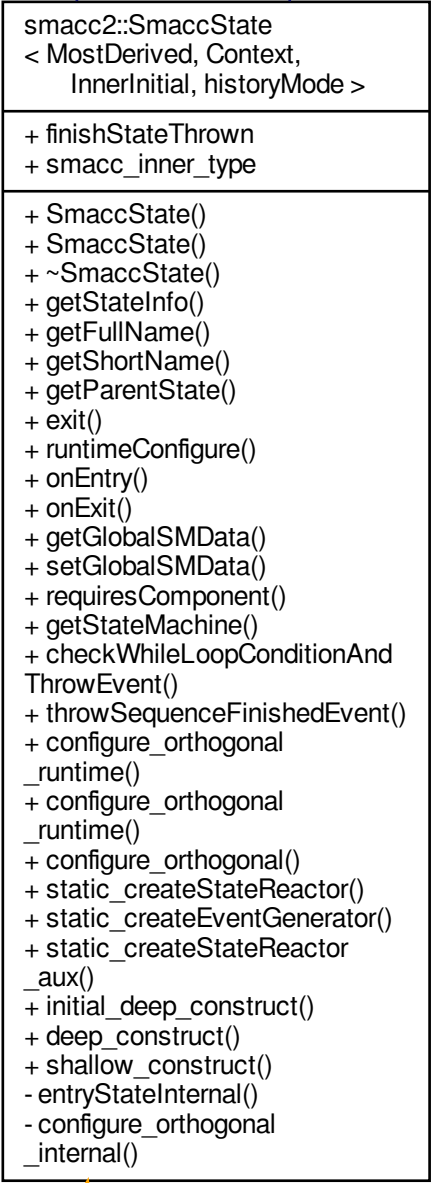 smacc2::SmaccState
< MostDerived, Context,
InnerInitial, historyMode >
+ finishStateThrown
+ smacc_inner_type
+ SmaccState()
+ SmaccState()
+ ~SmaccState()
+ getStateInfo()
+ getFullName()
+ getShortName()
+ getParentState()
+ exit()
+ runtimeConfigure()
+ onEntry()
+ onExit()
+ getGlobalSMData()
+ setGlobalSMData()
+ requiresComponent()
+ getStateMachine()
+ checkWhileLoopConditionAnd
ThrowEvent()
+ throwSequenceFinishedEvent()
+ configure_orthogonal
_runtime()
+ configure_orthogonal
_runtime()
+ configure_orthogonal()
+ static_createStateReactor()
+ static_createEventGenerator()
+ static_createStateReactor
_aux()
+ initial_deep_construct()
+ deep_construct()
+ shallow_construct()
- entryStateInternal()
- configure_orthogonal
_internal()